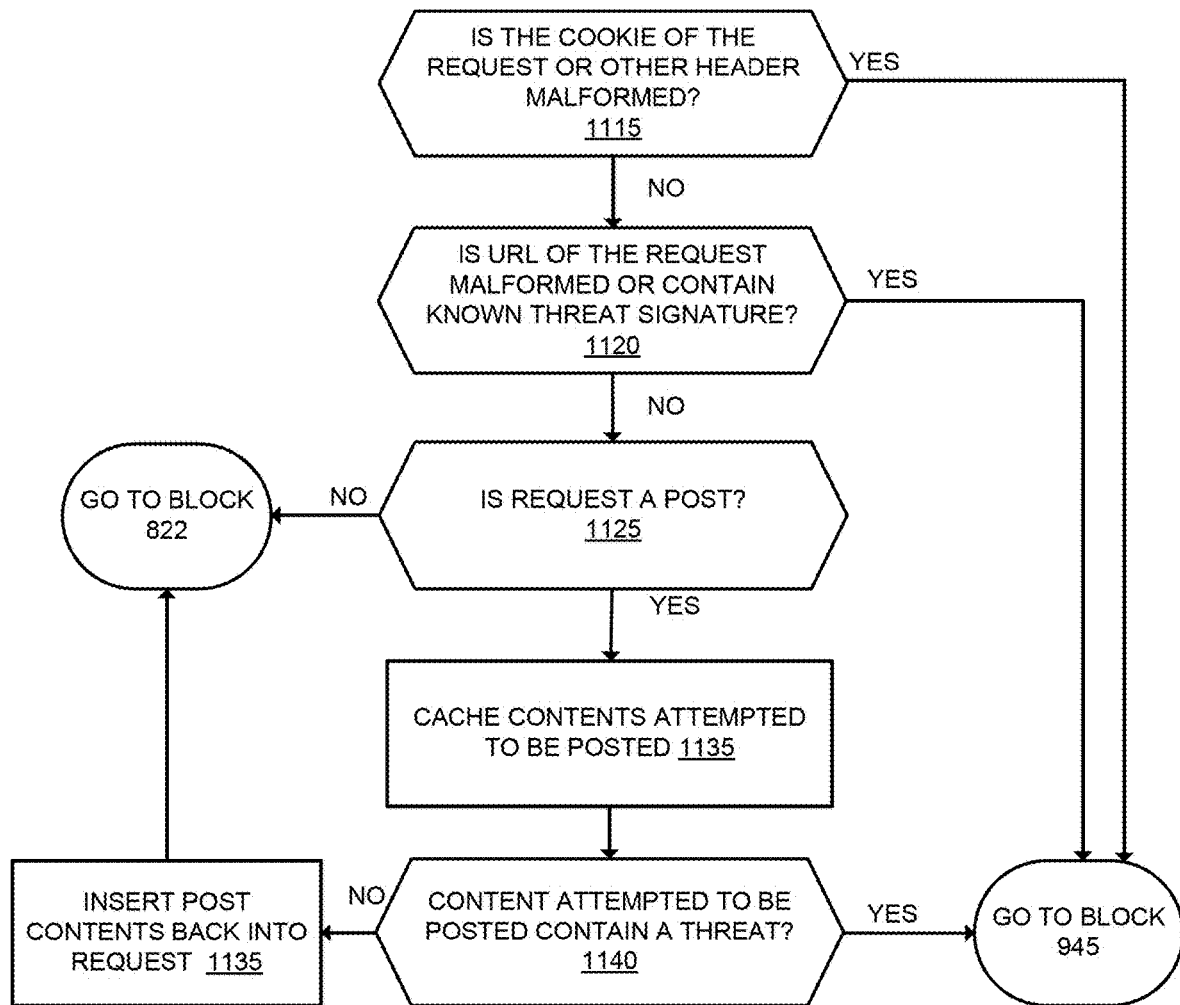 IS THE COOKIE OF THE
REQUEST OR OTHER HEADER
MALFORMED?
1115
YES
NO
IS URL OF THE REQUEST
MALFORMED OR CONTAIN
KNOWN THREAT SIGNATURE?
1120
YES
NO
GO TO BLOCK
822
NO
IS REQUEST A POST?
1125
YES
CACHE CONTENTS ATTEMPTED
TO BE POSTED 1135
INSERT POST
CONTENTS BACK INTO
REQUEST 1135
NO
CONTENT ATTEMPTED TO BE
POSTED CONTAIN A THREAT?
1140
YES
GO TO BLOCK
945